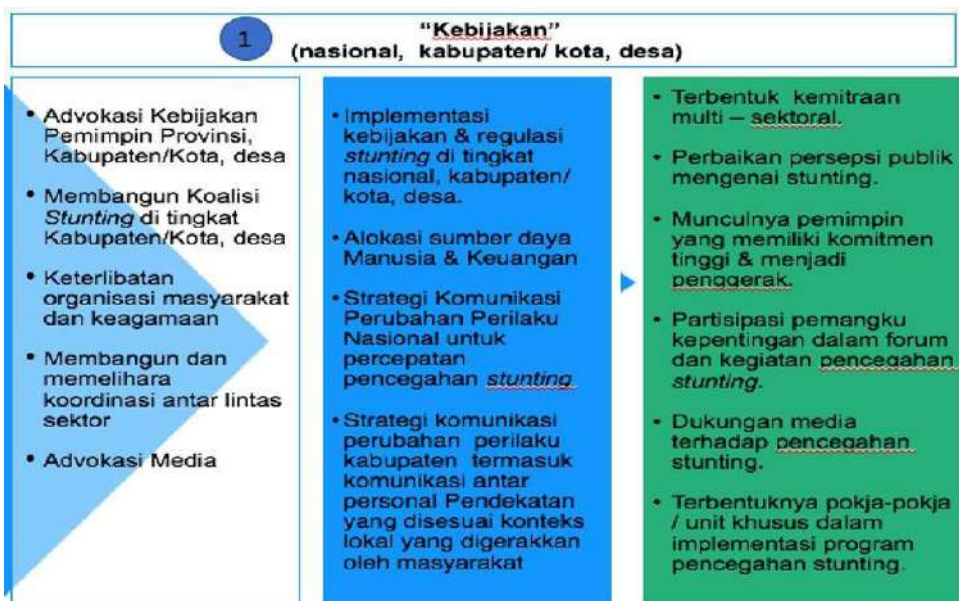 1
“Kebijakan”
(nasional, kabupaten/ kota, desa)
• Advokasi Kebijakan
Pemimpin Provinsi,
Kabupaten/Kota, desa
• Membangun Koalisi
Stunting di tingkat
Kabupaten/Kota, desa
• Keterlibatan
organisasi masyarakat
dan keagamaan
• Membangun dan
memelihara
koordinasi antar lintas
sektor
• Advokasi Media
• Implementasi
kebijakan & regulasi
stunting di tingkat
nasional, kabupaten/
kota, desa.
• Alokasi sumber daya
Manusia & Keuangan
• Strategi Komunikasi
Perubahan Perilaku
Nasional untuk
percepatan
pencegahan stunting
• Strategi komunikasi
perubahan perilaku
kabupaten termasuk
komunikasi antar
personal Pendekatan
yang disesuai konteks
lokal yang digerakkan
oleh masyarakat
• Terbentuk kemitraan
multi – sektoral.
• Perbaikan persepsi publik
mengenai stunting.
• Munculnya pemimpin
yang memiliki komitmen
tinggi & menjadi
penggerak.
• Partisipasi pemangku
kepentingan dalam forum
dan kegiatan pencegahan
stunting.
• Dukungan media
terhadap pencegahan
stunting.
• Terbentuknya pokja-pokja
/ unit khusus dalam
implementasi program
pencegahan stunting.